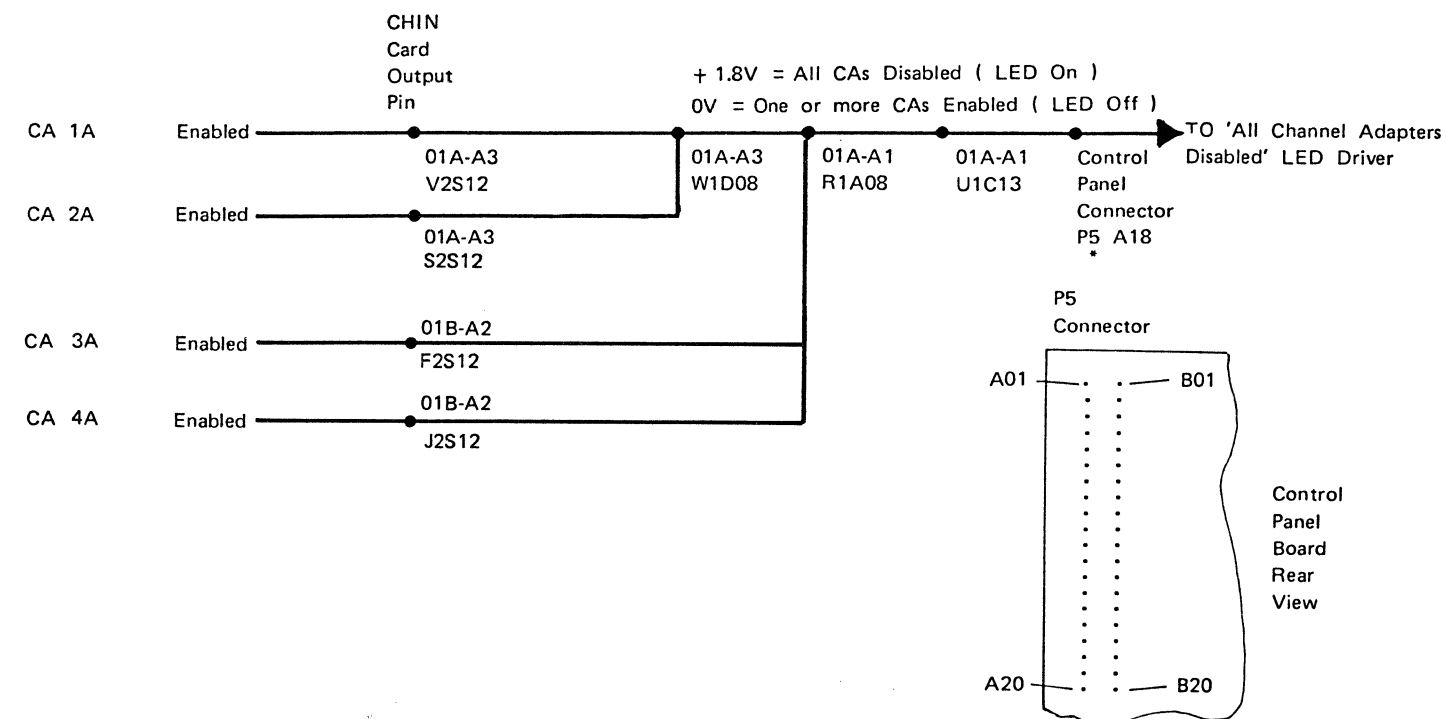 CHIN
Card
Output
Pin
+ 1.8V = All CAs Disabled ( LED On )
0V = One or more CAs Enabled ( LED Off )
CA 1A Enabled
01A-A3
V2S12
01A-A3
W1D08
01A-A1
R1A08
01A-A1
U1C13
Control
Panel
Connector
P5 A18
*
TO 'All Channel Adapters
Disabled' LED Driver
CA 2A Enabled
01A-A3
S2S12
CA 3A Enabled
01B-A2
F2S12
CA 4A Enabled
01B-A2
J2S12
P5
Connector
A01
B01
A20
B20
Control
Panel
Board
Rear
View